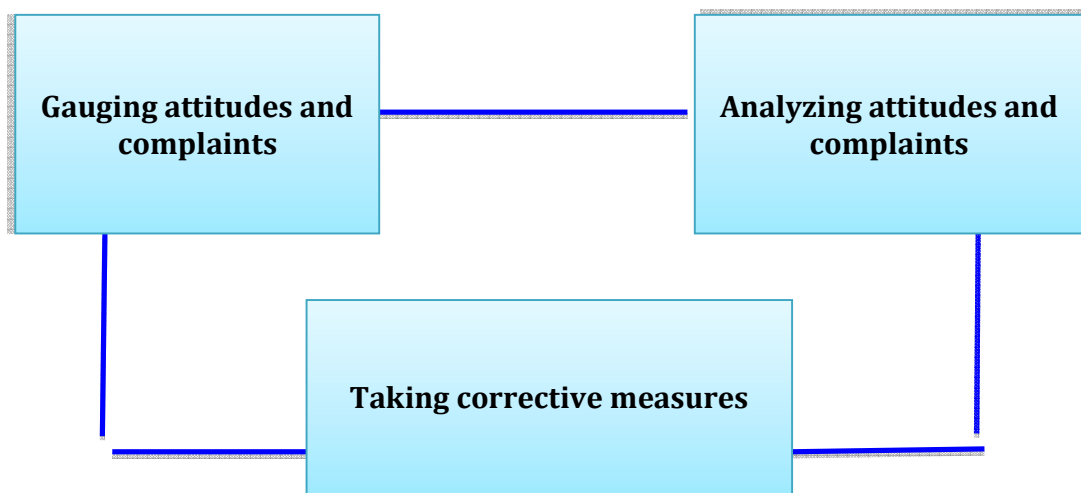 Gauging attitudes and
complaints
Analyzing attitudes and
complaints
Taking corrective measures